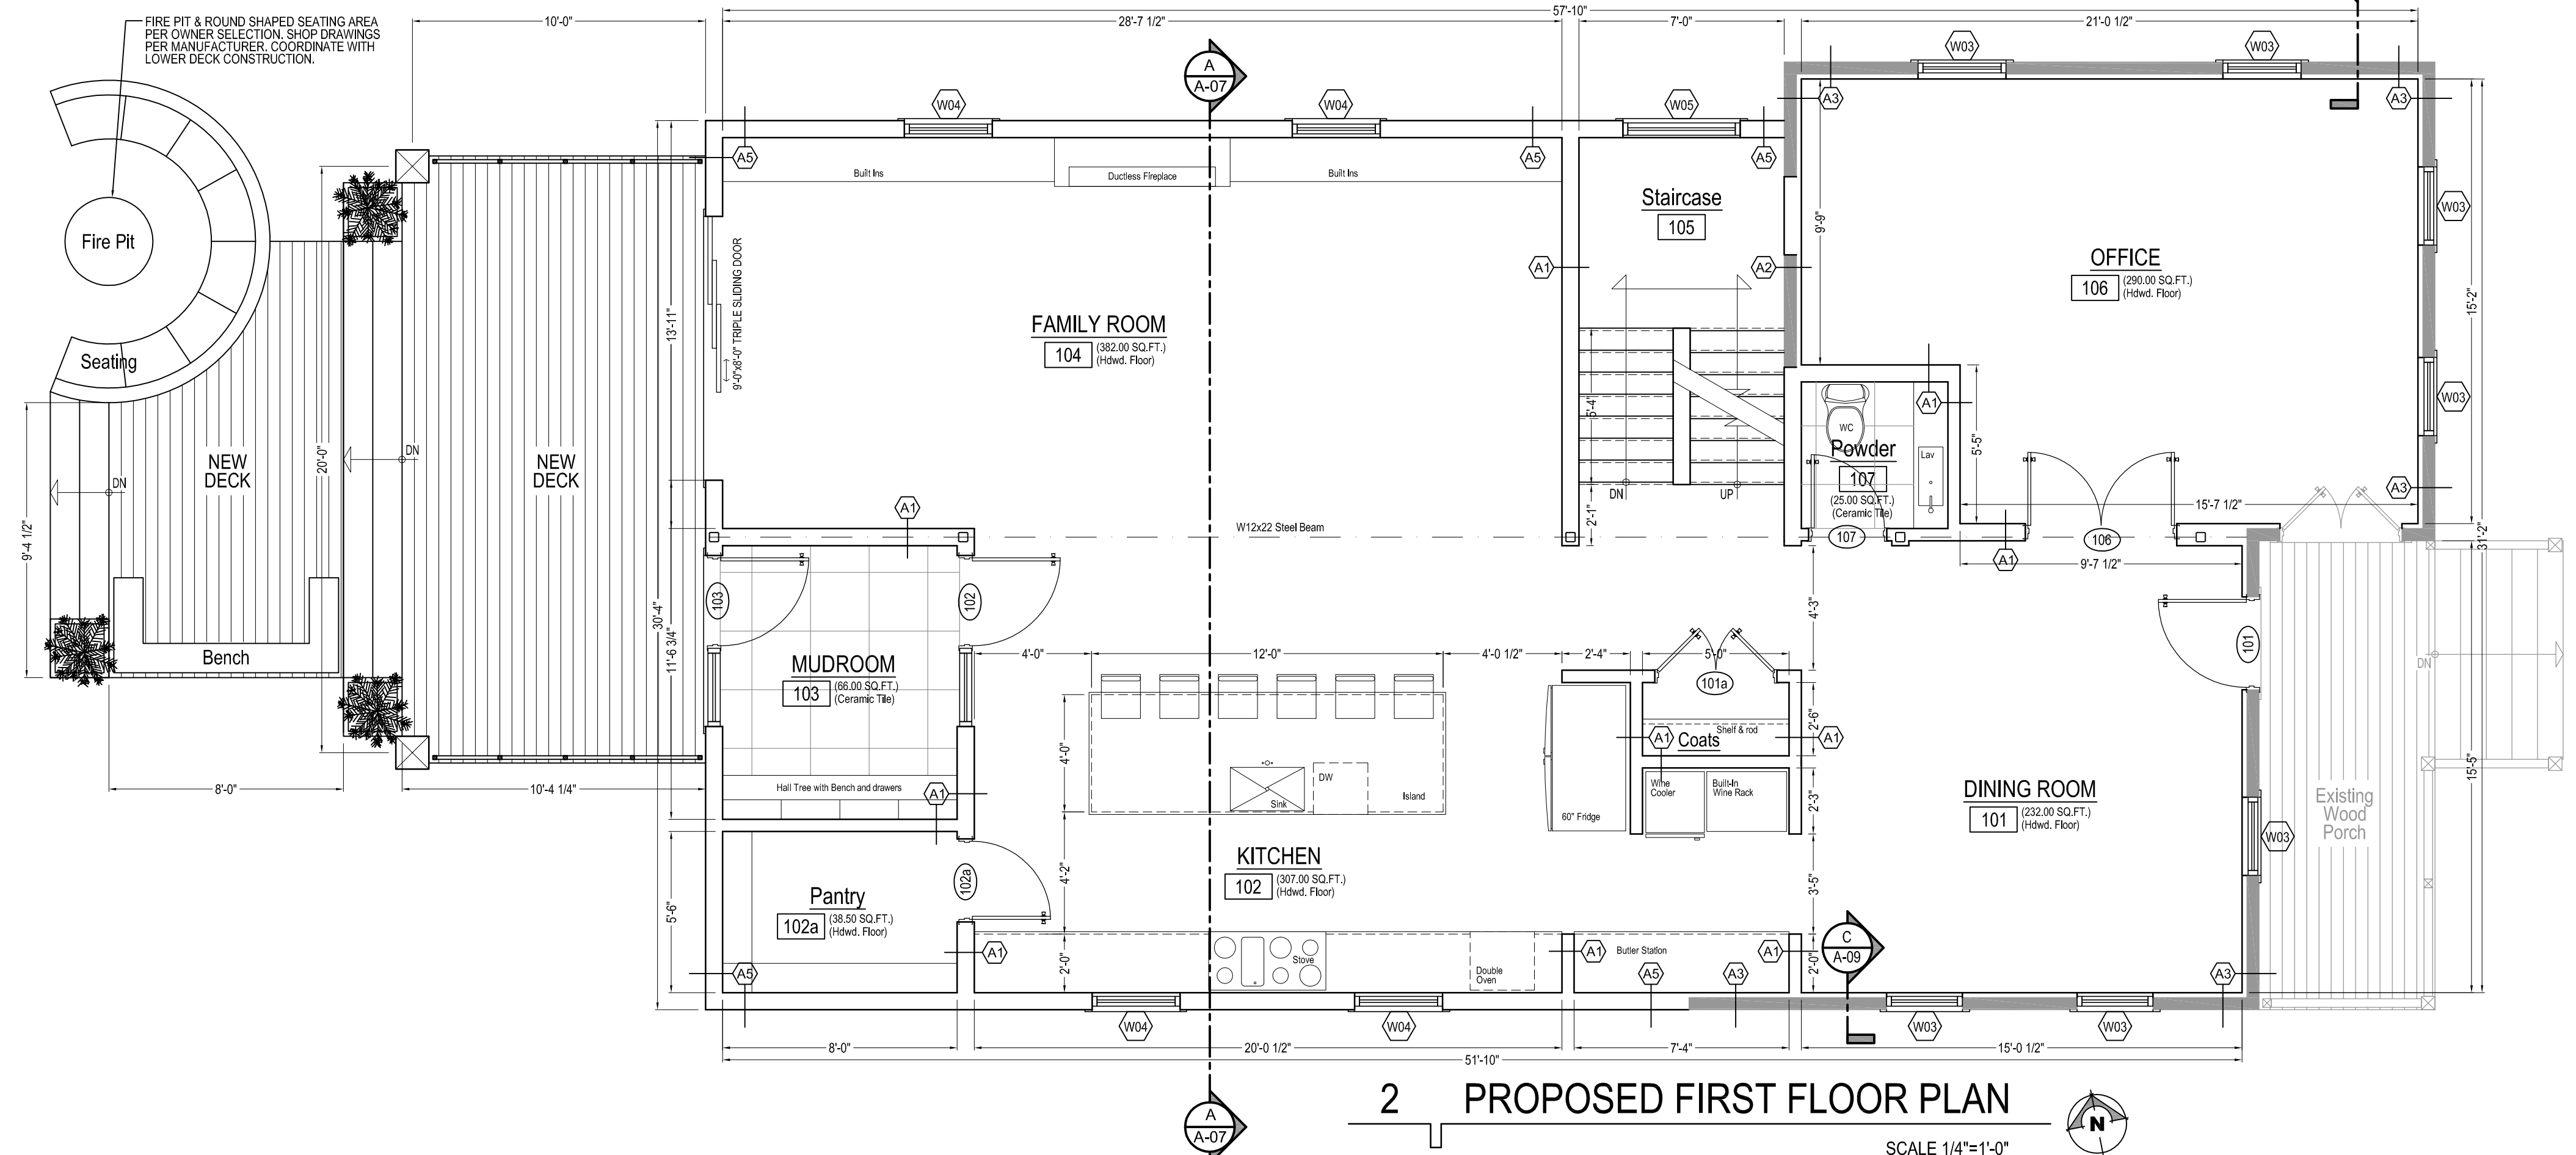 FIRE PIT & ROUND SHAPED SEATING AREA
PER OWNER SELECTION. SHOP DRAWINGS
PER MANUFACTURER. COORDINATE WITH
LOWER DECK CONSTRUCTION.
57'-10"
10'-0"
28'-7 1/2"
7'-0"
21'-0 1/2"
A
A-07
W03
W03
W04
W04
W05
A3
A3
A5
A5
A5
Built Ins
Ductless Fireplace
Built Ins
Staircase
105
W03
9'-9"
Fire Pit
9'-0"x8'-0" TRIPLE SLIDING DOOR
A1
A2
OFFICE
106
(290.00 SQ.FT.)
(Hdwd. Floor)
15'-2"
13'-11"
FAMILY ROOM
104
(382.00 SQ.FT.)
(Hdwd. Floor)
Seating
5'-4"
A1
W03
WC
Powder
107
(25.00 SQ.FT.)
(Ceramic Tile)
Lav
5'-5"
NEW
DECK
DN
20'-0"
DN
NEW
DECK
DN
UP
A3
15'-7 1/2"
A1
2'-1"
W12x22 Steel Beam
107
106
31'-2"
A1
9'-7 1/2"
9'-4 1/2"
103
102
4'-3"
101
30'-4"
11'-6 3/4"
Bench
MUDROOM
103
(66.00 SQ.FT.)
(Ceramic Tile)
4'-0"
12'-0"
4'-0 1/2"
2'-4"
5'-0"
DN
101a
2'-6"
Shelf & rod
A1
Coats
A1
4'-0"
DW
Sink
Island
Wine
Cooler
Built-In
Wine Rack
2'-3"
60" Fridge
DINING ROOM
101
(232.00 SQ.FT.)
(Hdwd. Floor)
15'-5"
Existing
Wood
Porch
W03
8'-0"
10'-4 1/4"
Hall Tree with Bench and drawers
A1
KITCHEN
102
(307.00 SQ.FT.)
(Hdwd. Floor)
4'-2"
3'-5"
102a
Pantry
102a
(38.50 SQ.FT.)
(Hdwd. Floor)
5'-6"
A1
A5
2'-0"
Stove
Double
Oven
A1
Butler Station
A1
A5
A3
2'-0"
C
A-09
A3
W04
W04
W03
W03
8'-0"
20'-0 1/2"
7'-4"
15'-0 1/2"
51'-10"
A
A-07
2 PROPOSED FIRST FLOOR PLAN
N
SCALE 1/4"=1'-0"